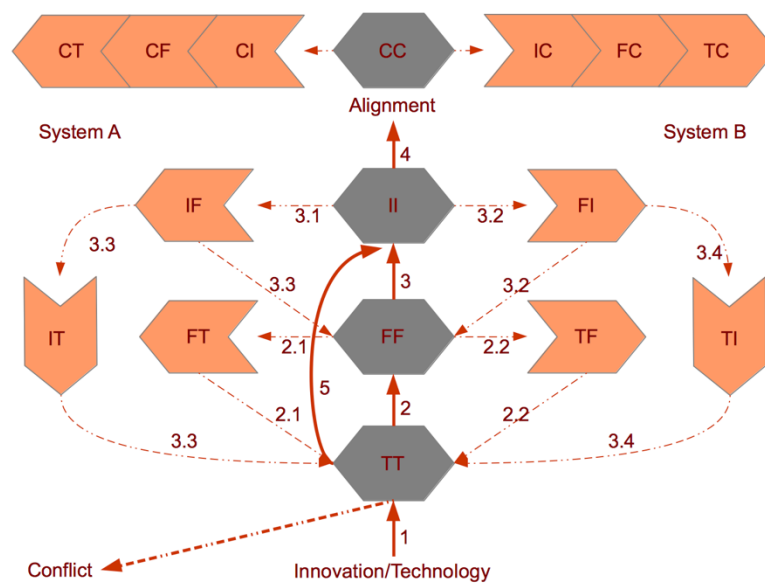 CT CF CI CC IC FC TC
Alignment
System A System B
4
IF 3.1 II 3.2 FI
3.3 3.4
3.3 3 3.2
IT FT 2.1 FF 2.2 TF TI
5 2
2.1 2.2
3.3 3.4
TT
1
Conflict Innovation/Technology